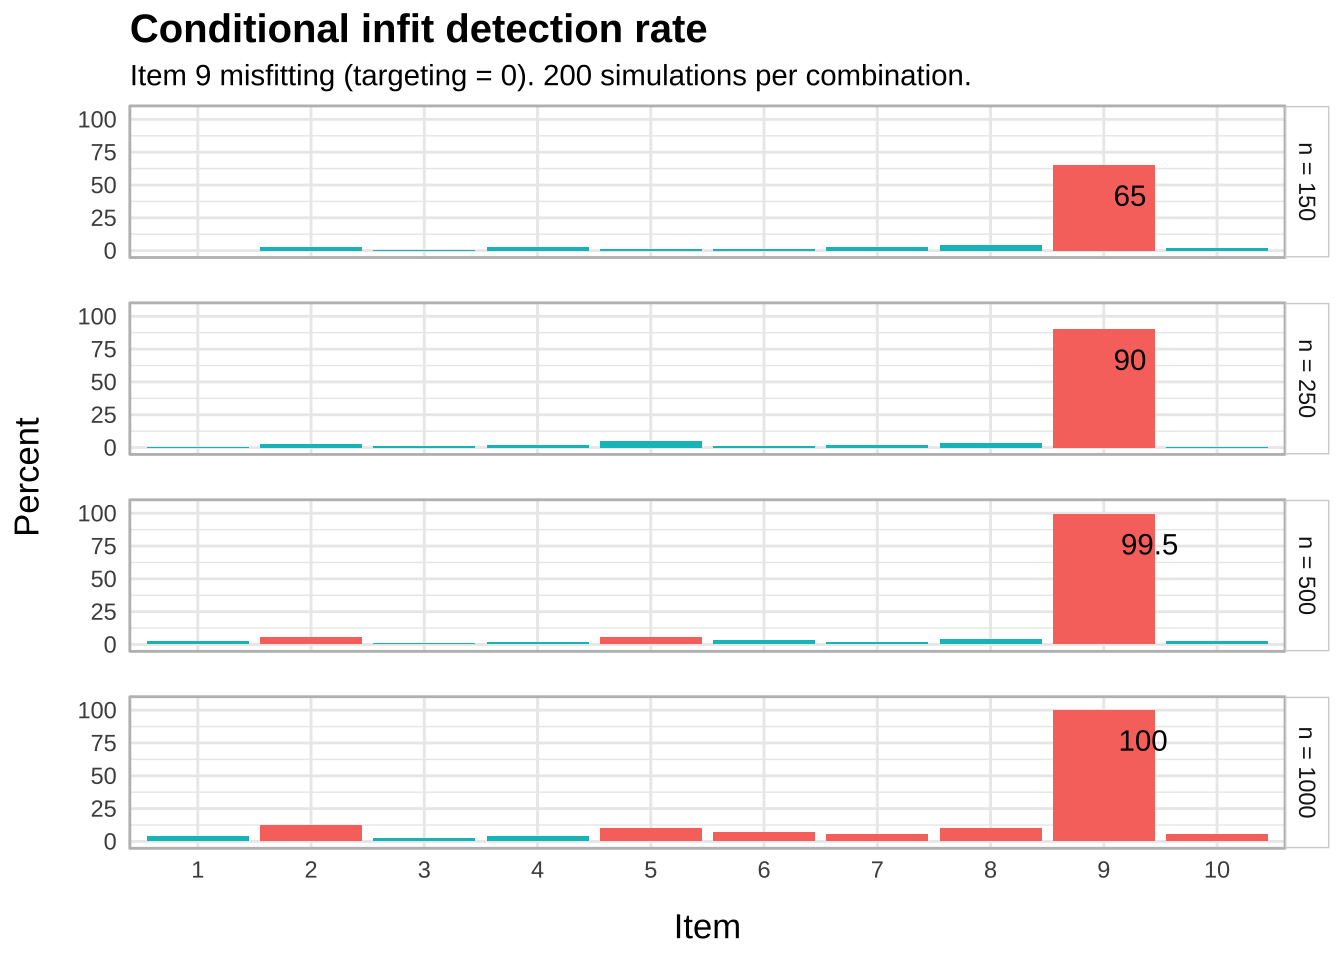 Conditional infit detection rate
Item 9 misfitting (targeting = 0). 200 simulations per combination.
Percent
100
75
50
25
0
65
n = 150
100
75
50
25
0
90
n = 250
100
75
50
25
0
99.5
n = 500
100
75
50
25
0
100
n = 1000
1 2 3 4 5 6 7 8 9 10
Item